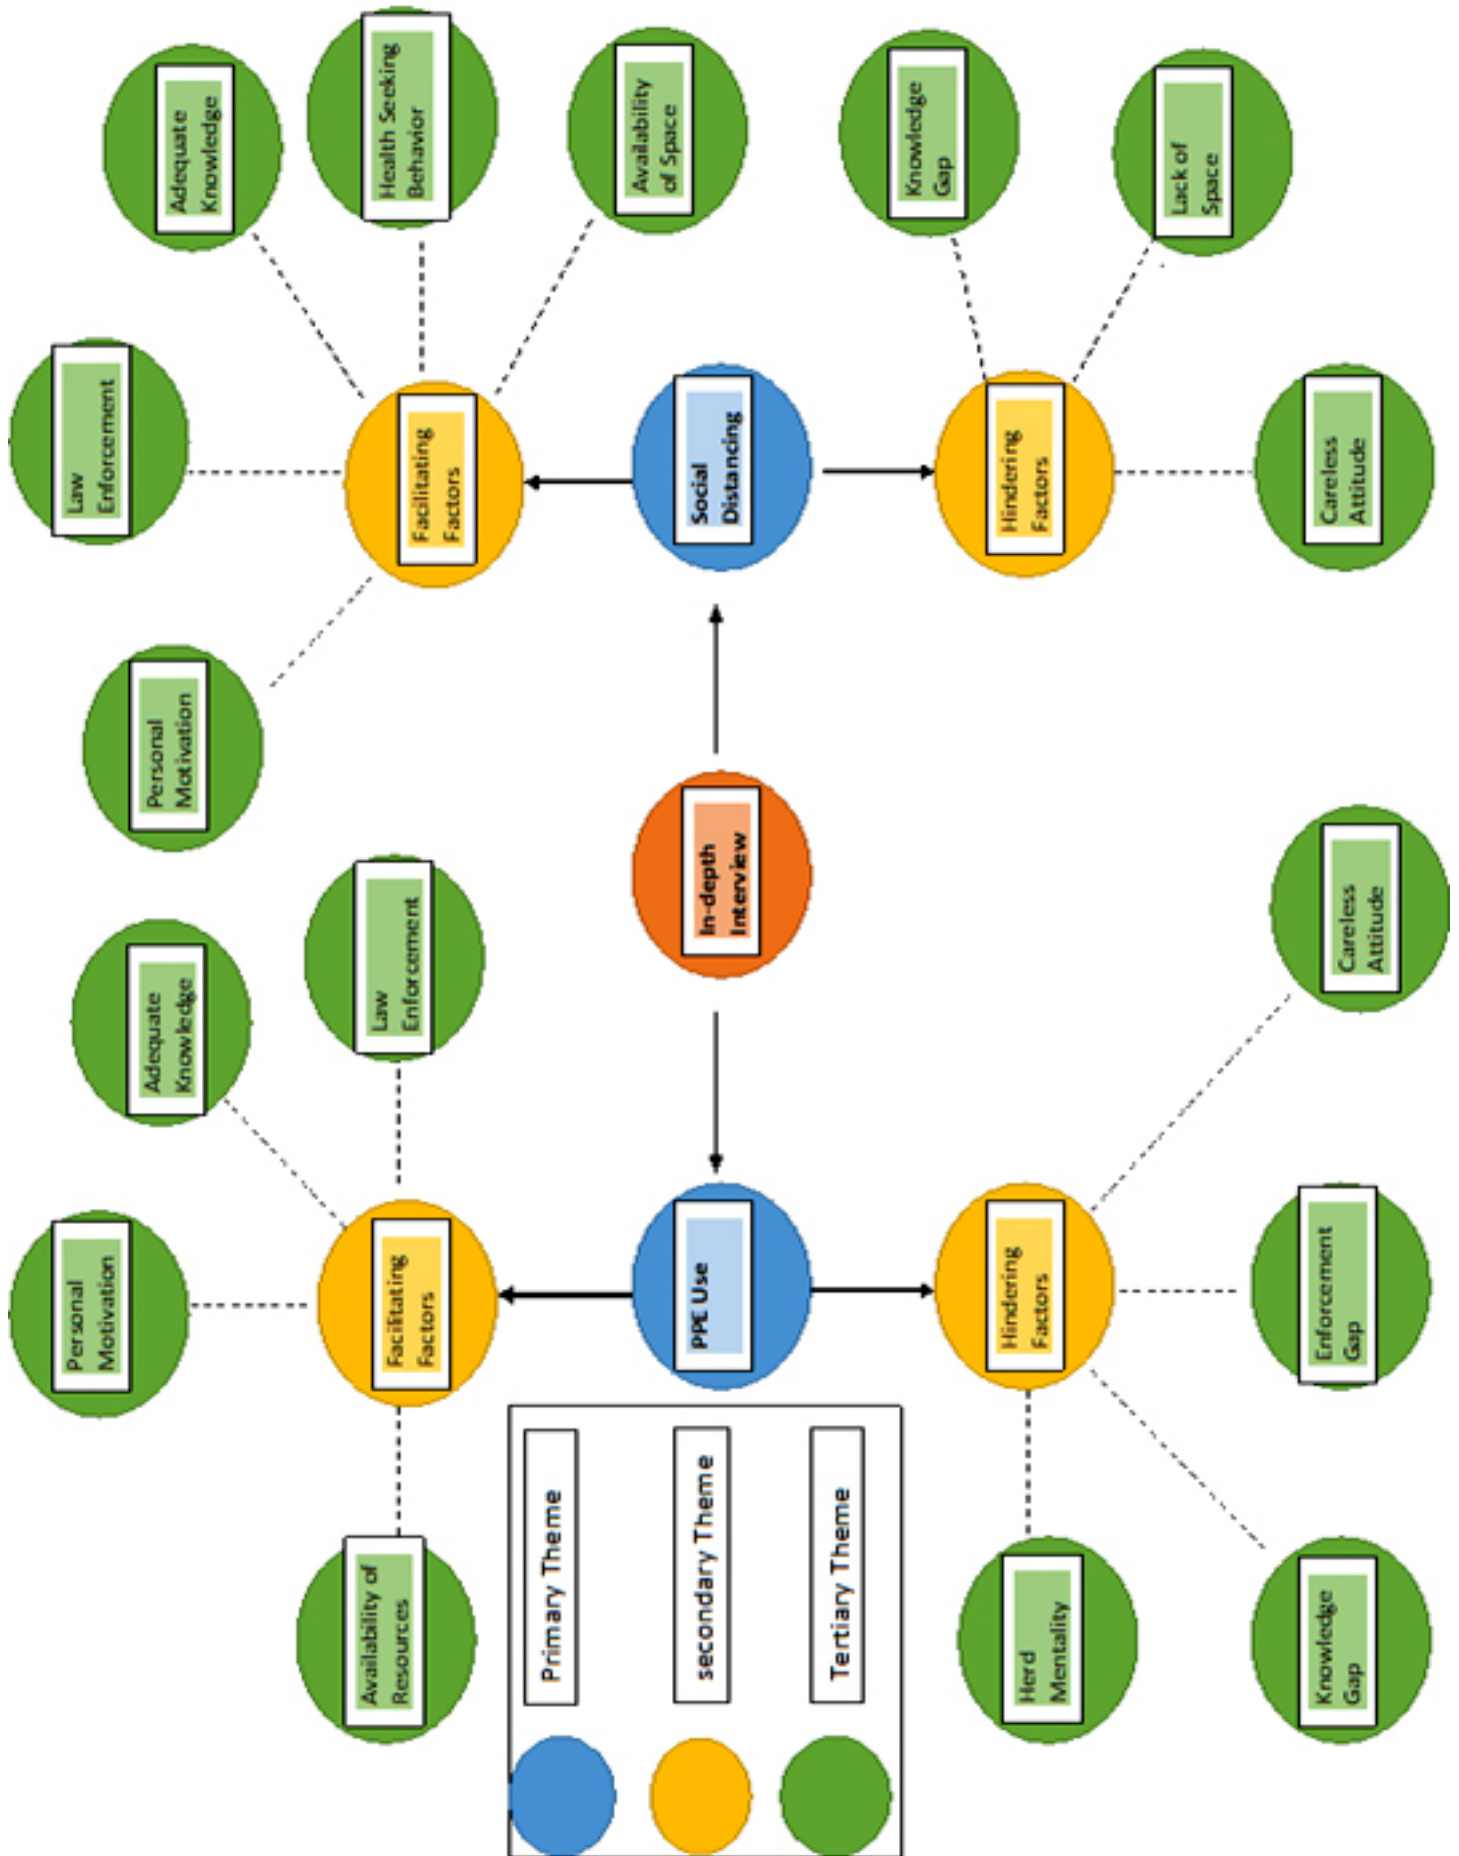 Personal
Motivation
Adequate
Knowledge
Law
Enforcement
Availability of
Resources
Facilitating
Factors
Personal
Motivation
Law
Enforcement
Adequate
Knowledge
Health Seeking
Behavior
Availability
of Space
Facilitating
Factors
Primary Theme
secondary Theme
Tertiary Theme
PPE Use
In-depth
Interview
Social
Distancing
Hindering
Factors
Herd
Mentality
Knowledge
Gap
Enforcement
Gap
Careless
Attitude
Hindering
Factors
Knowledge
Gap
Lack of
Space
Careless
Attitude